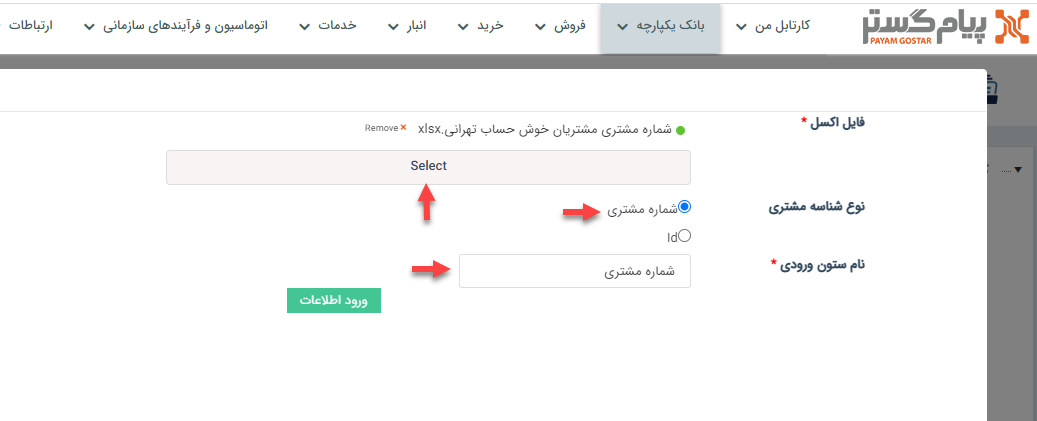 پیام گستر
PAYAM GOSTAR
کارتابل من
بانک یکپارچه
فروش
خرید
انبار
خدمات
اتوماسیون و فرآیندهای سازمانی
ارتباطات
فایل اکسل *
شماره مشتری مشتریان خوش حساب تهرانی.xlsx
Remove
Select
نوع شناسه مشتری
شماره مشتری
Id
نام ستون ورودی *
شماره مشتری
ورود اطلاعات